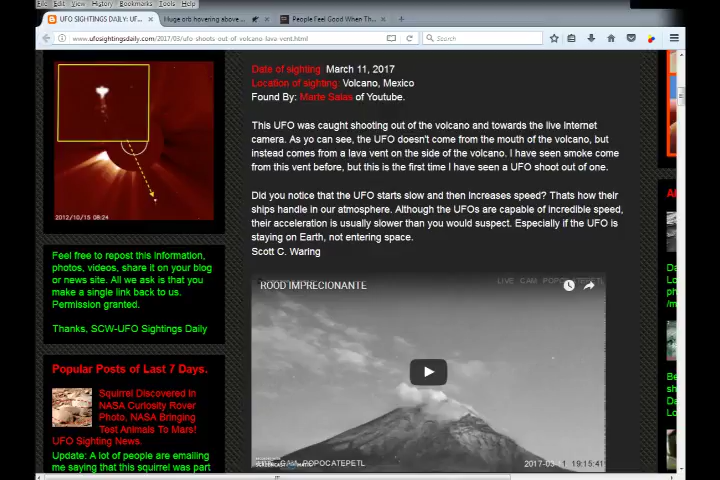 File Edit View History Bookmarks Tools Help
UFO SIGHTINGS DAILY: UF...
Huge orb hovering above...
People Feel Good When Th...
www.ufosightingsdaily.com/2017/03/ufo-shoots-out-of-volcano-lava-vent.html
Search
Date of sighting: March 11, 2017
Location of sighting: Volcano, Mexico
Found By: Marte Salas of Youtube.
This UFO was caught shooting out of the volcano and towards the live Internet
camera. As yo can see, the UFO doesn't come from the mouth of the volcano, but
instead comes from a lava vent on the side of the volcano. I have seen smoke come
from this vent before, but this is the first time I have seen a UFO shoot out of one.
Did you notice that the UFO starts slow and then increases speed? Thats how their
ships handle in our atmosphere. Although the UFOs are capable of incredible speed,
their acceleration is usually slower than you would suspect. Especially if the UFO is
staying on Earth, not entering space.
Scott C. Waring
2012/10/15 08:24
Feel free to repost this information,
photos, videos, share it on your blog
or news site. All we ask is that you
make a single link back to us.
Permission granted.
Thanks, SCW-UFO Sightings Daily
Popular Posts of Last 7 Days.
Squirrel Discovered In
NASA Curiosity Rover
Photo, NASA Bringing
Test Animals To Mars!
UFO Sighting News.
Update: A lot of people are emailing
me saying that this squirrel was part
LIVE CAM POPOCATEPETL
ROOD IMPRECIONANTE
LIVE CAM POPOCATEPETL
2017-03-1 19:15:41